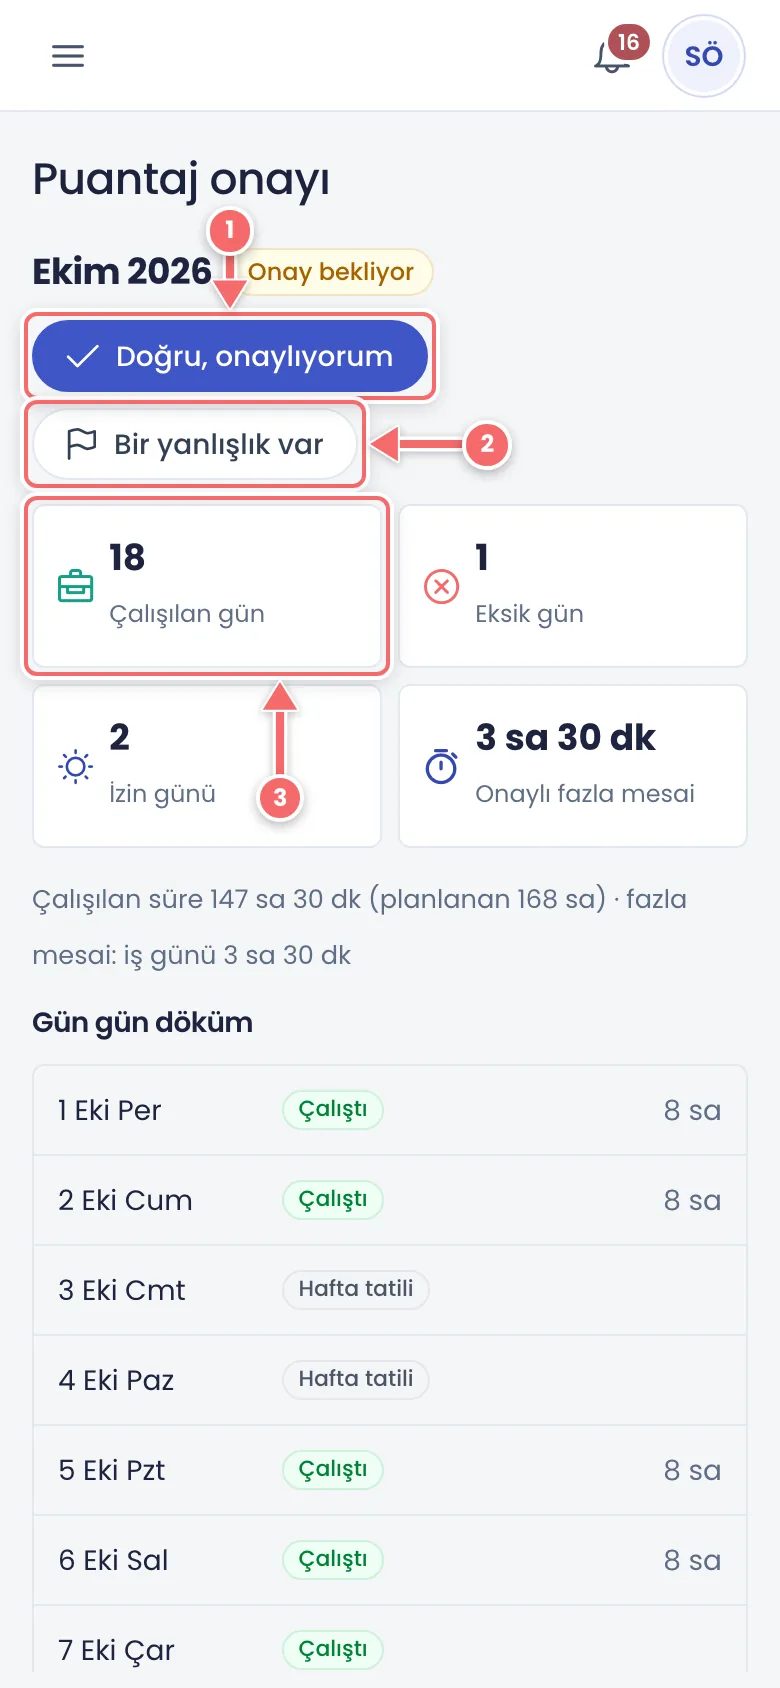 16
SÖ
Puantaj onayı
1
Ekim 2026
Onay bekliyor
Doğru, onaylıyorum
Bir yanlışlık var
2
18
Çalışılan gün
1
Eksik gün
2
İzin günü
3
3 sa 30 dk
Onaylı fazla mesai
Çalışılan süre 147 sa 30 dk (planlanan 168 sa) · fazla
mesai: iş günü 3 sa 30 dk
Gün gün döküm
1 Eki Per Çalıştı 8 sa
2 Eki Cum Çalıştı 8 sa
3 Eki Cmt Hafta tatili
4 Eki Paz Hafta tatili
5 Eki Pzt Çalıştı 8 sa
6 Eki Sal Çalıştı 8 sa
7 Eki Çar Çalıştı